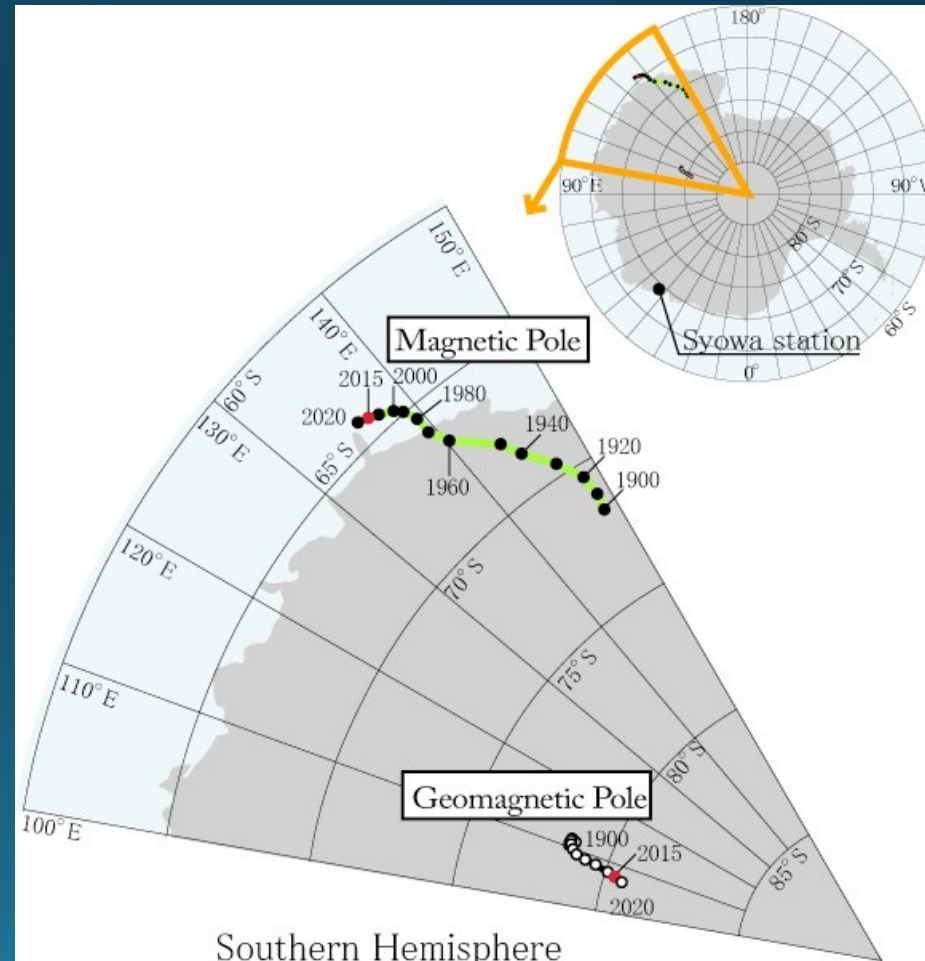 180°
90°E
90°W
80°S
70°S
60°S
Syowa station
0°
150°E
140°E
Magnetic Pole
2015
2000
1980
2020
60°S
130°E
65°S
1940
1920
1960
1900
120°E
70°S
75°S
110°E
80°S
Geomagnetic Pole
100°E
1900
2015
85°S
2020
Southern Hemisphere